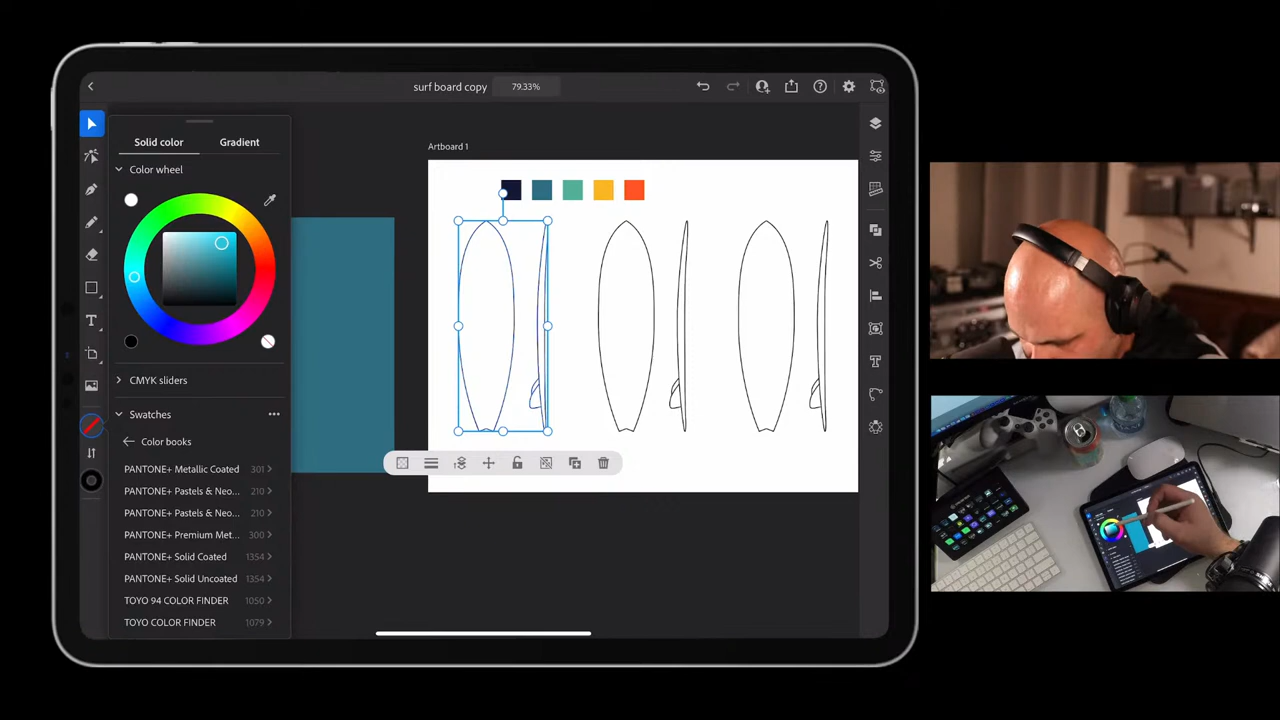 surf board copy
79.33%
Solid color
Gradient
Color wheel
CMYK sliders
Swatches
Color books
PANTONE+ Metallic Coated 301
PANTONE+ Pastels & Neo... 210
PANTONE+ Pastels & Neo... 210
PANTONE+ Premium Met... 300
PANTONE+ Solid Coated 1354
PANTONE+ Solid Uncoated 1354
TOYO 94 COLOR FINDER 1050
TOYO COLOR FINDER 1079
Artboard 1